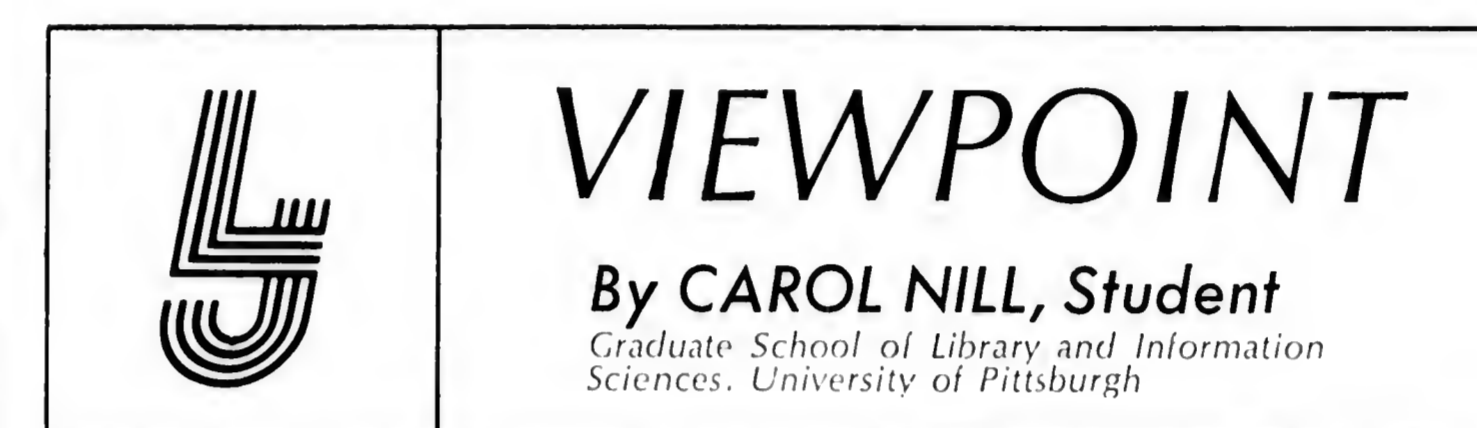 VIEWPOINT
By CAROL NILL, Student
Graduate School of Library and Information
Sciences. University of Pittsburgh